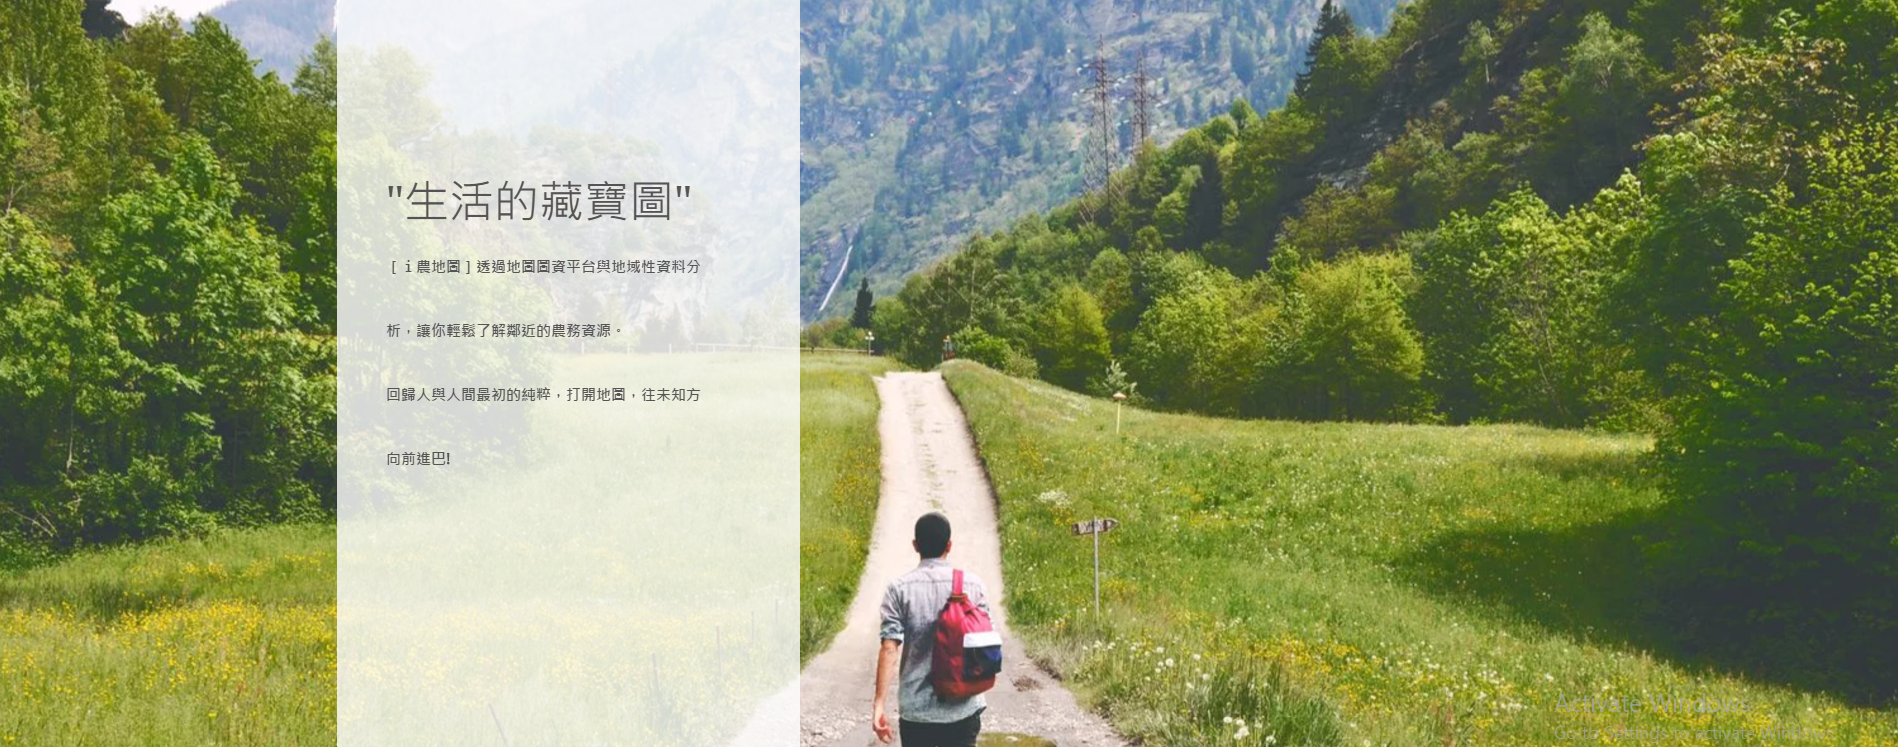 "生活的藏寶圖"
［ｉ農地圖］透過地圖圖資平台與地域性資料分
析，讓你輕鬆了解鄰近的農務資源。
回歸人與人間最初的純粹，打開地圖，往未知方
向前進巴!
Activate Windows
Go to Settings to activate Windows.